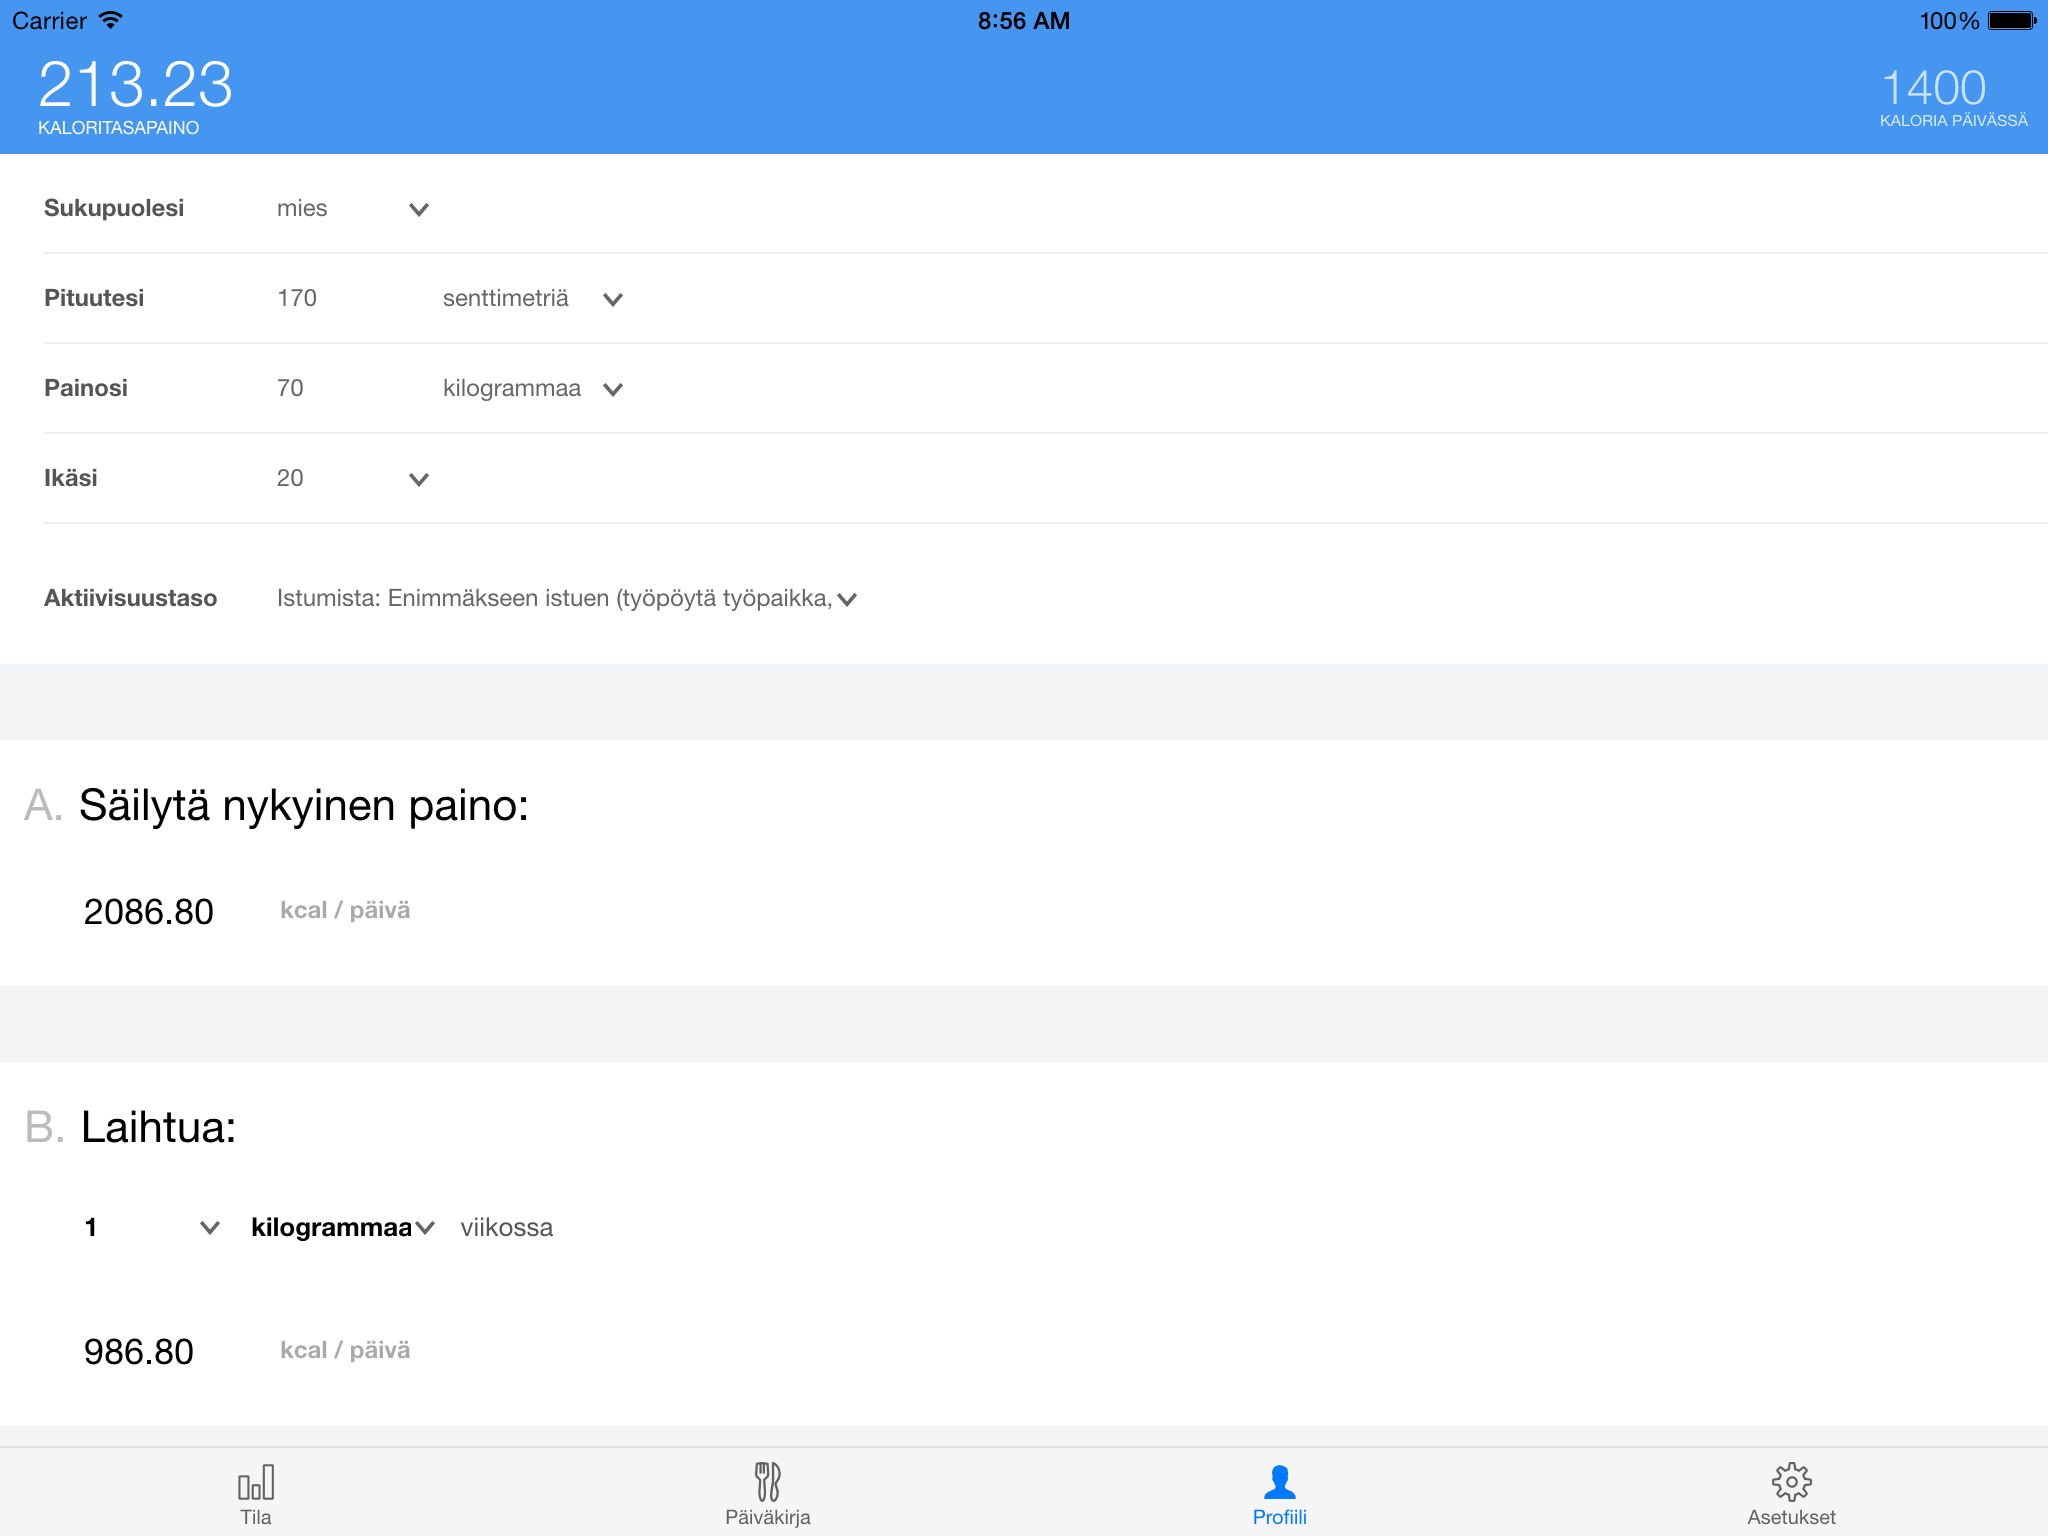 Carrier 8:56 AM 100%
213.23
KALORITASAPAINO
1400
KALORIA PÄIVÄSSÄ
Sukupuolesi mies
Pituutesi 170 senttimetriä
Painosi 70 kilogrammaa
Ikäsi 20
Aktiivisuustaso Istumista: Enimmäkseen istuen (työpöytä työpaikka,
A. Säilytä nykyinen paino:
2086.80 kcal / päivä
B. Laihtua:
1 kilogrammaa viikossa
986.80 kcal / päivä
Tila Päiväkirja Profiili Asetukset